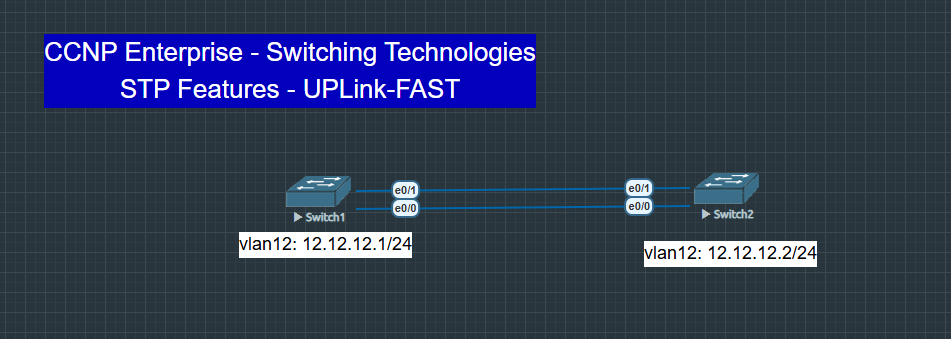 CCNP Enterprise - Switching Technologies
STP Features - UPLink-FAST
e0/1
e0/1
e0/0
e0/0
Switch1
Switch2
vlan12: 12.12.12.1/24
vlan12: 12.12.12.2/24